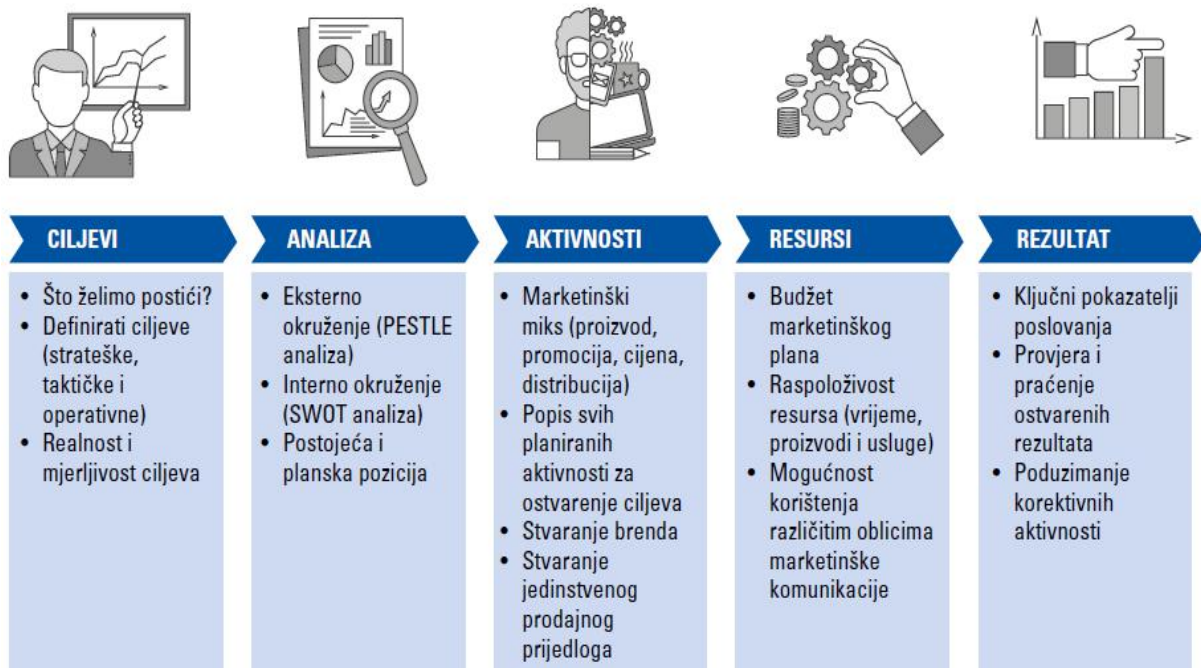 CILJEVI
• Što želimo postići?
• Definirati ciljeve
(strateške,
taktičke i
operativne)
• Realnost i
mjerljivost ciljeva
ANALIZA
• Eksterno
okruženje (PESTLE
analiza)
• Interno okruženje
(SWOT analiza)
• Postojeća i
planska pozicija
AKTIVNOSTI
• Marketinški
miks (proizvod,
promocija, cijena,
distribucija)
• Popis svih
planiranih
aktivnosti za
ostvarenje ciljeva
• Stvaranje brenda
• Stvaranje
jedinstvenog
prodajnog
prijedloga
RESURSI
• Budžet
marketinškog
plana
• Raspoloživost
resursa (vrijeme,
proizvodi i usluge)
• Mogućnost
korištenja
različitim oblicima
marketinške
komunikacije
REZULTAT
• Ključni pokazatelji
poslovanja
• Provjera i
praćenje
ostvarenih
rezultata
• Poduzimanje
korektivnih
aktivnosti